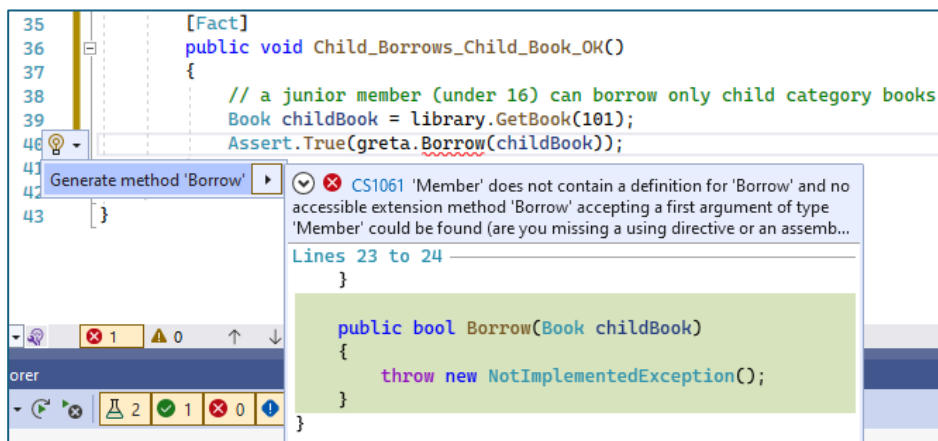 35 [Fact]
36 public void Child_Borrows_Child_Book_OK()
37 {
38 // a junior member (under 16) can borrow only child category books
39 Book childBook = library.GetBook(101);
40 Assert.True(greta.Borrow(childBook));
41
Generate method 'Borrow'
42
43 }
CS1061 'Member' does not contain a definition for 'Borrow' and no
accessible extension method 'Borrow' accepting a first argument of type
'Member' could be found (are you missing a using directive or an assemb...
Lines 23 to 24
}
public bool Borrow(Book childBook)
{
throw new NotImplementedException();
}
}
1 0
orer
2 1 0